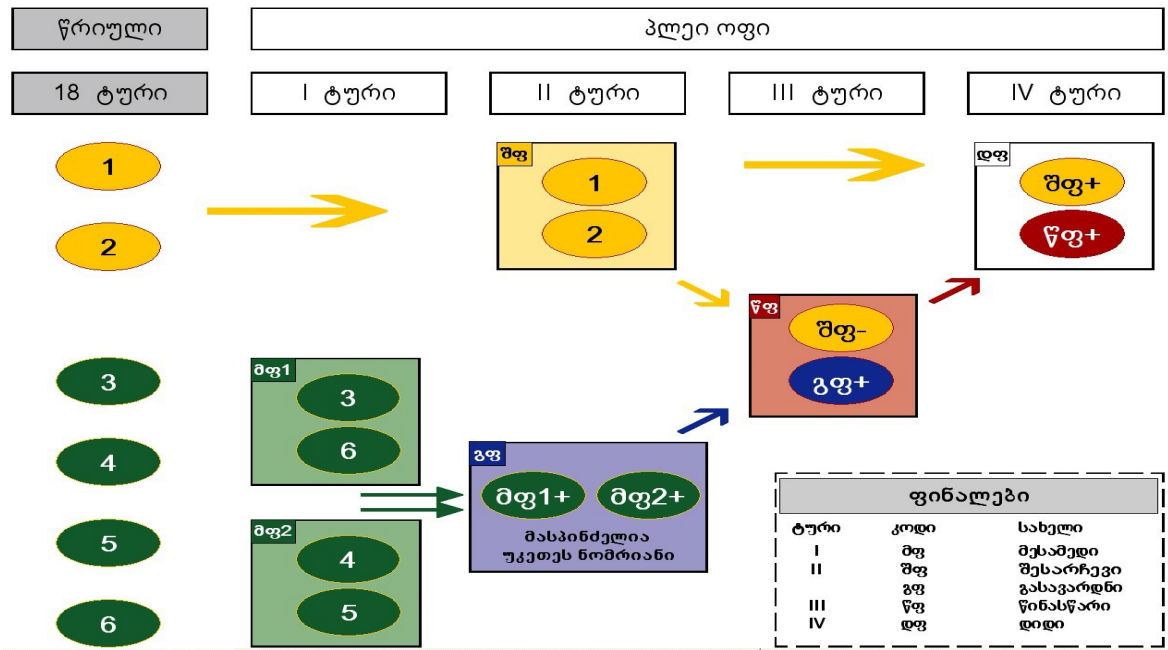 წრიული
პლეი ოფი
18 ტური
I ტური
II ტური
III ტური
IV ტური
1
2
3
4
5
6
მფ1
3
6
მფ2
4
5
შფ
1
2
გფ
მფ1+ მფ2+
მასპინძელია
უკეთეს ნომრიანი
წფ
შფ-
გფ+
დფ
შფ+
წფ+
ფინალები
ტური კოდი სახელი
I მფ მესამედი
II შფ შესარჩევი
გფ გასავარდნი
III წფ წინასწარი
IV დფ დიდი